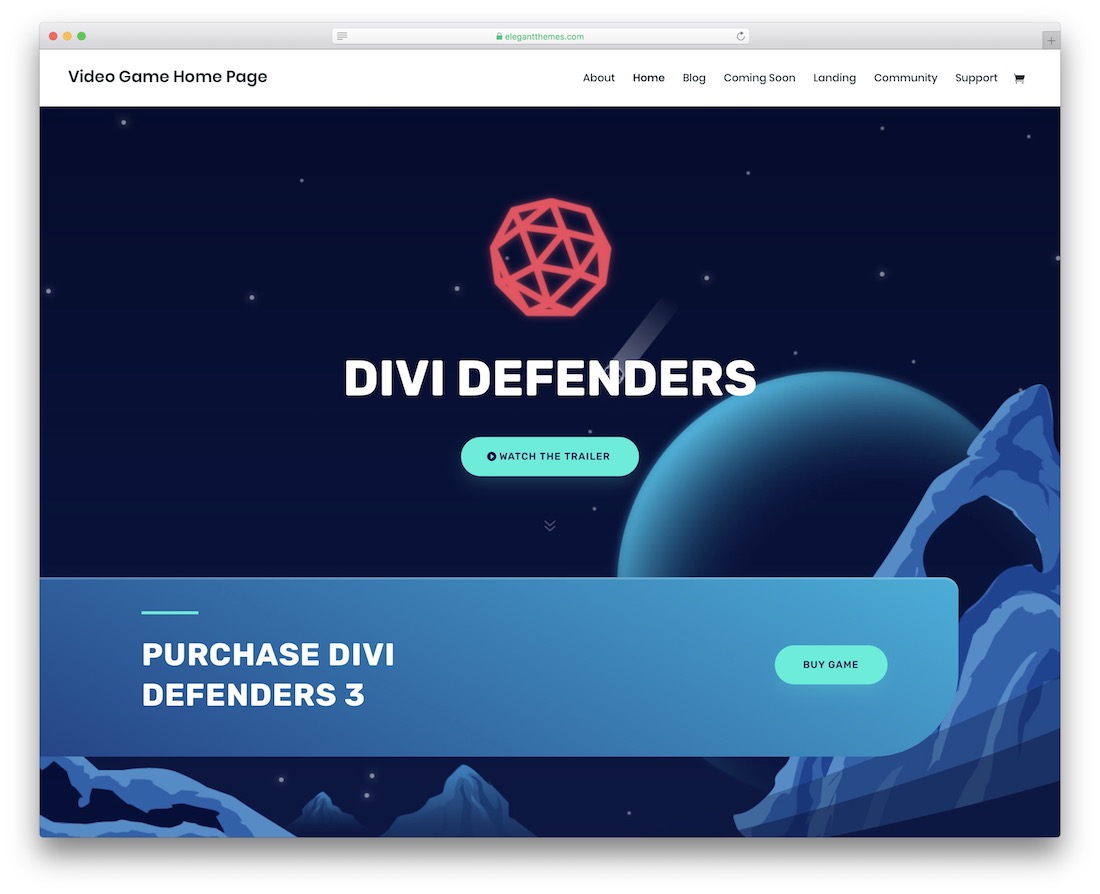 elegantthemes.com
Video Game Home Page
About Home Blog Coming Soon Landing Community Support
DIVI DEFENDERS
WATCH THE TRAILER
PURCHASE DIVI
DEFENDERS 3
BUY GAME